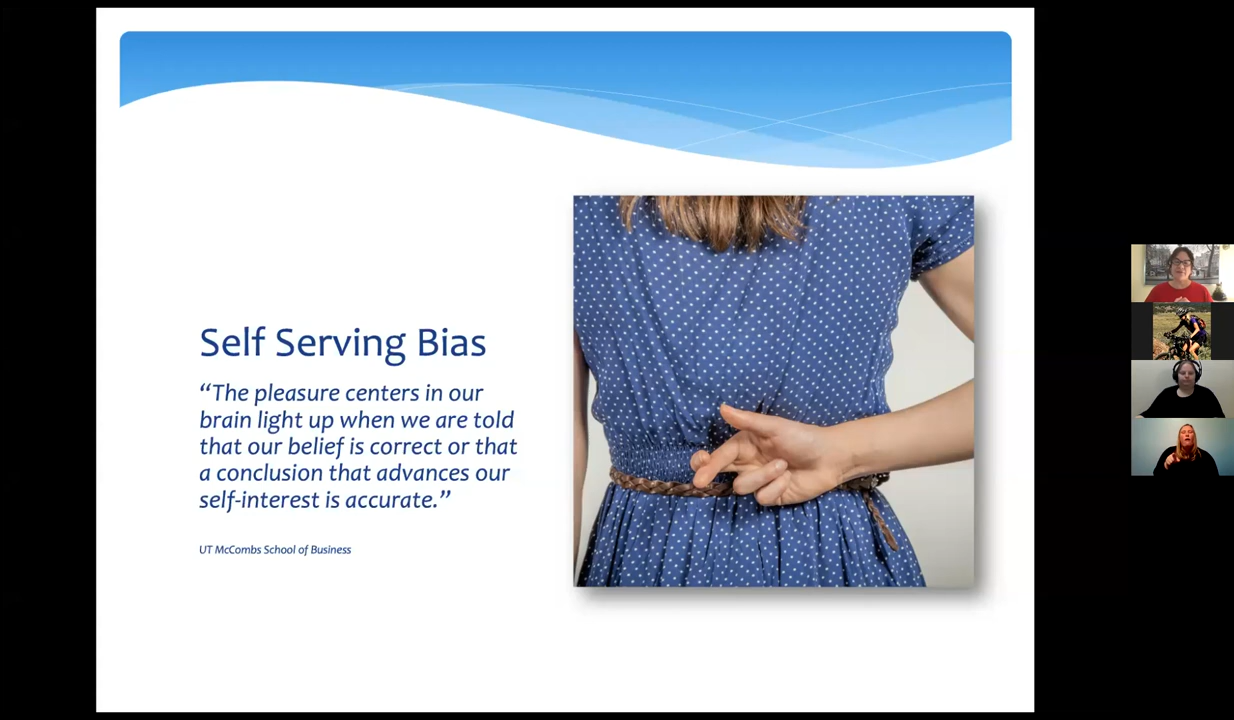 Self Serving Bias
“The pleasure centers in our
brain light up when we are told
that our belief is correct or that
a conclusion that advances our
self-interest is accurate.”
UT McCombs School of Business